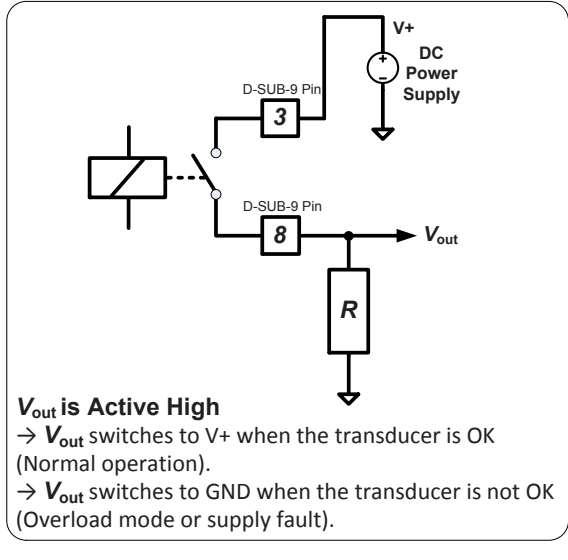 V+
DC
Power
Supply
+
–
D-SUB-9 Pin
3
D-SUB-9 Pin
8
Vout
R
Vout is Active High
→ Vout switches to V+ when the transducer is OK
(Normal operation).
→ Vout switches to GND when the transducer is not OK
(Overload mode or supply fault).